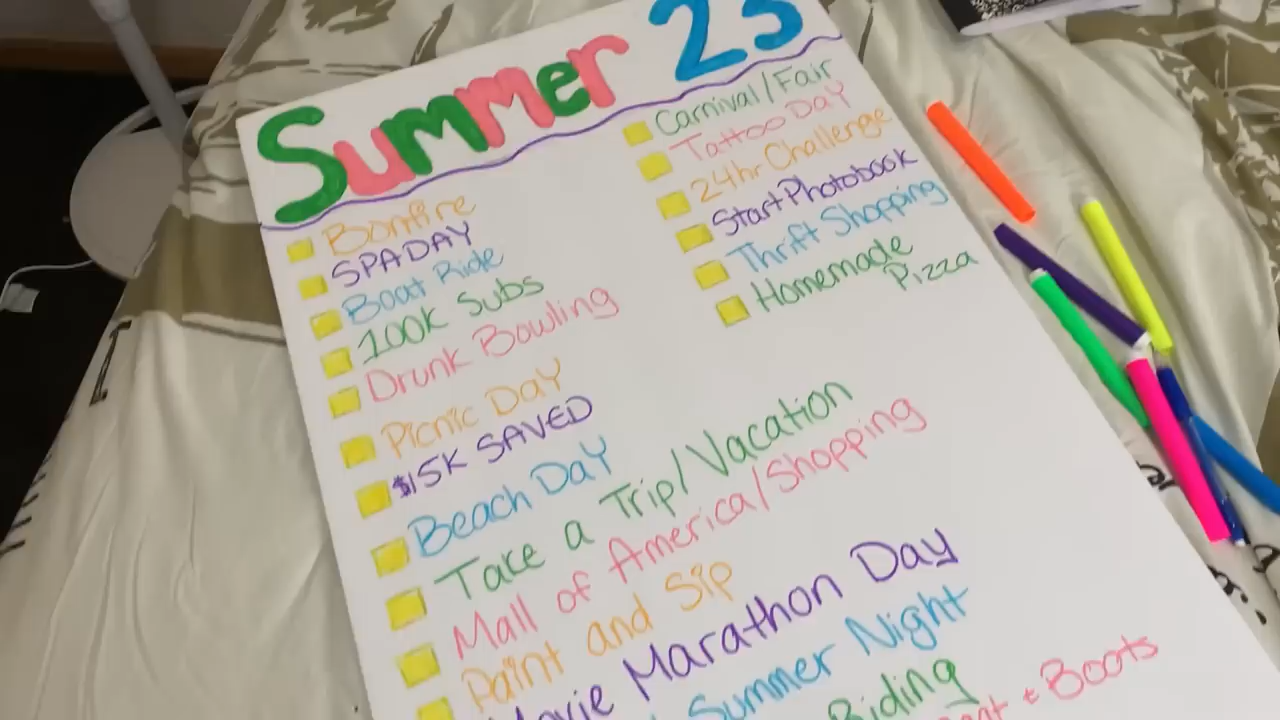 Summer 23
Bonfire
SPADAY
Boat Ride
100k Subs
Drunk Bowling
Picnic DAY
$15K SAVED
Beach DAY
Take a Trip/Vacation
Mall of America/Shopping
Paint and Sip
Movie Marathon Day
Summer Night
Riding
+ Boots
Carnival/Fair
Tattoo DAY
24hr Challenge
Start Photobook
Thrift Shopping
Homemade
Pizza